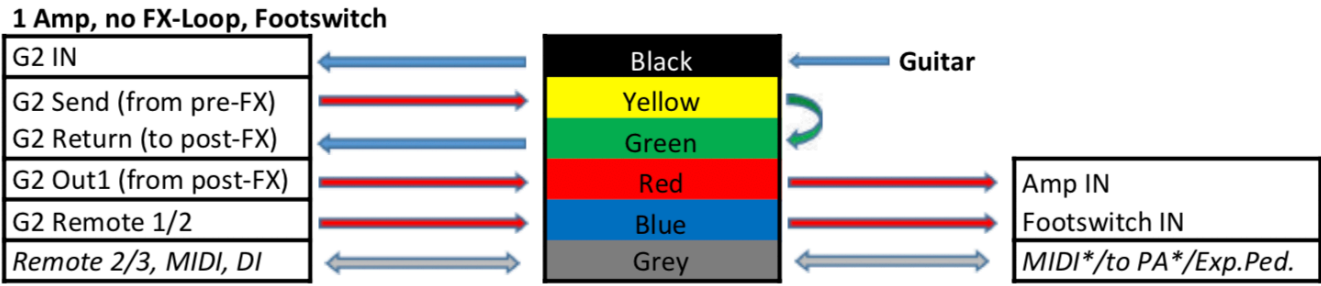 1 Amp, no FX-Loop, Footswitch
G2 IN
Black
Guitar
G2 Send (from pre-FX)
Yellow
G2 Return (to post-FX)
Green
G2 Out1 (from post-FX)
Red
Amp IN
G2 Remote 1/2
Blue
Footswitch IN
Remote 2/3, MIDI, DI
Grey
MIDI*/to PA*/Exp.Ped.